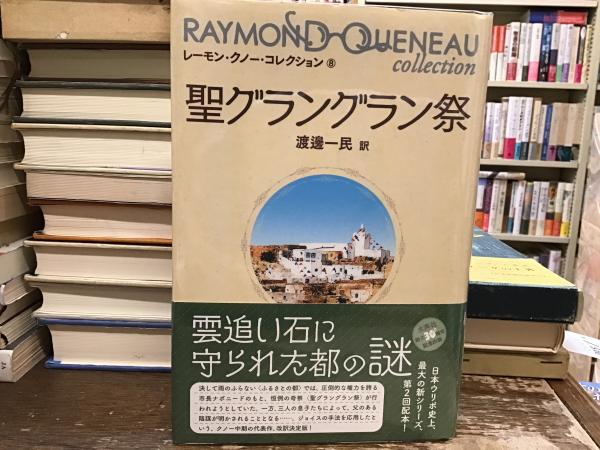 RAYMOND QUENEAU
collection
レーモン・クノー・コレクション⑧
聖グラングラン祭
渡邊一民 訳
雲追い石に
守られた都の謎
決して雨のふらない〈ふるさとの都〉では、圧倒的な権力を誇る
市長ナボニードのもと、恒例の奇祭〈聖グラングラン祭〉が行
われようとしていた。一方、三人の息子たちによって、父のある
陰謀が明かされることとなる……。ジョイスの手法を応用したと
いう、クノー中期の代表作、改訳決定版！
日本ウリポ史上、
最大の新シリーズ、
第2回配本！